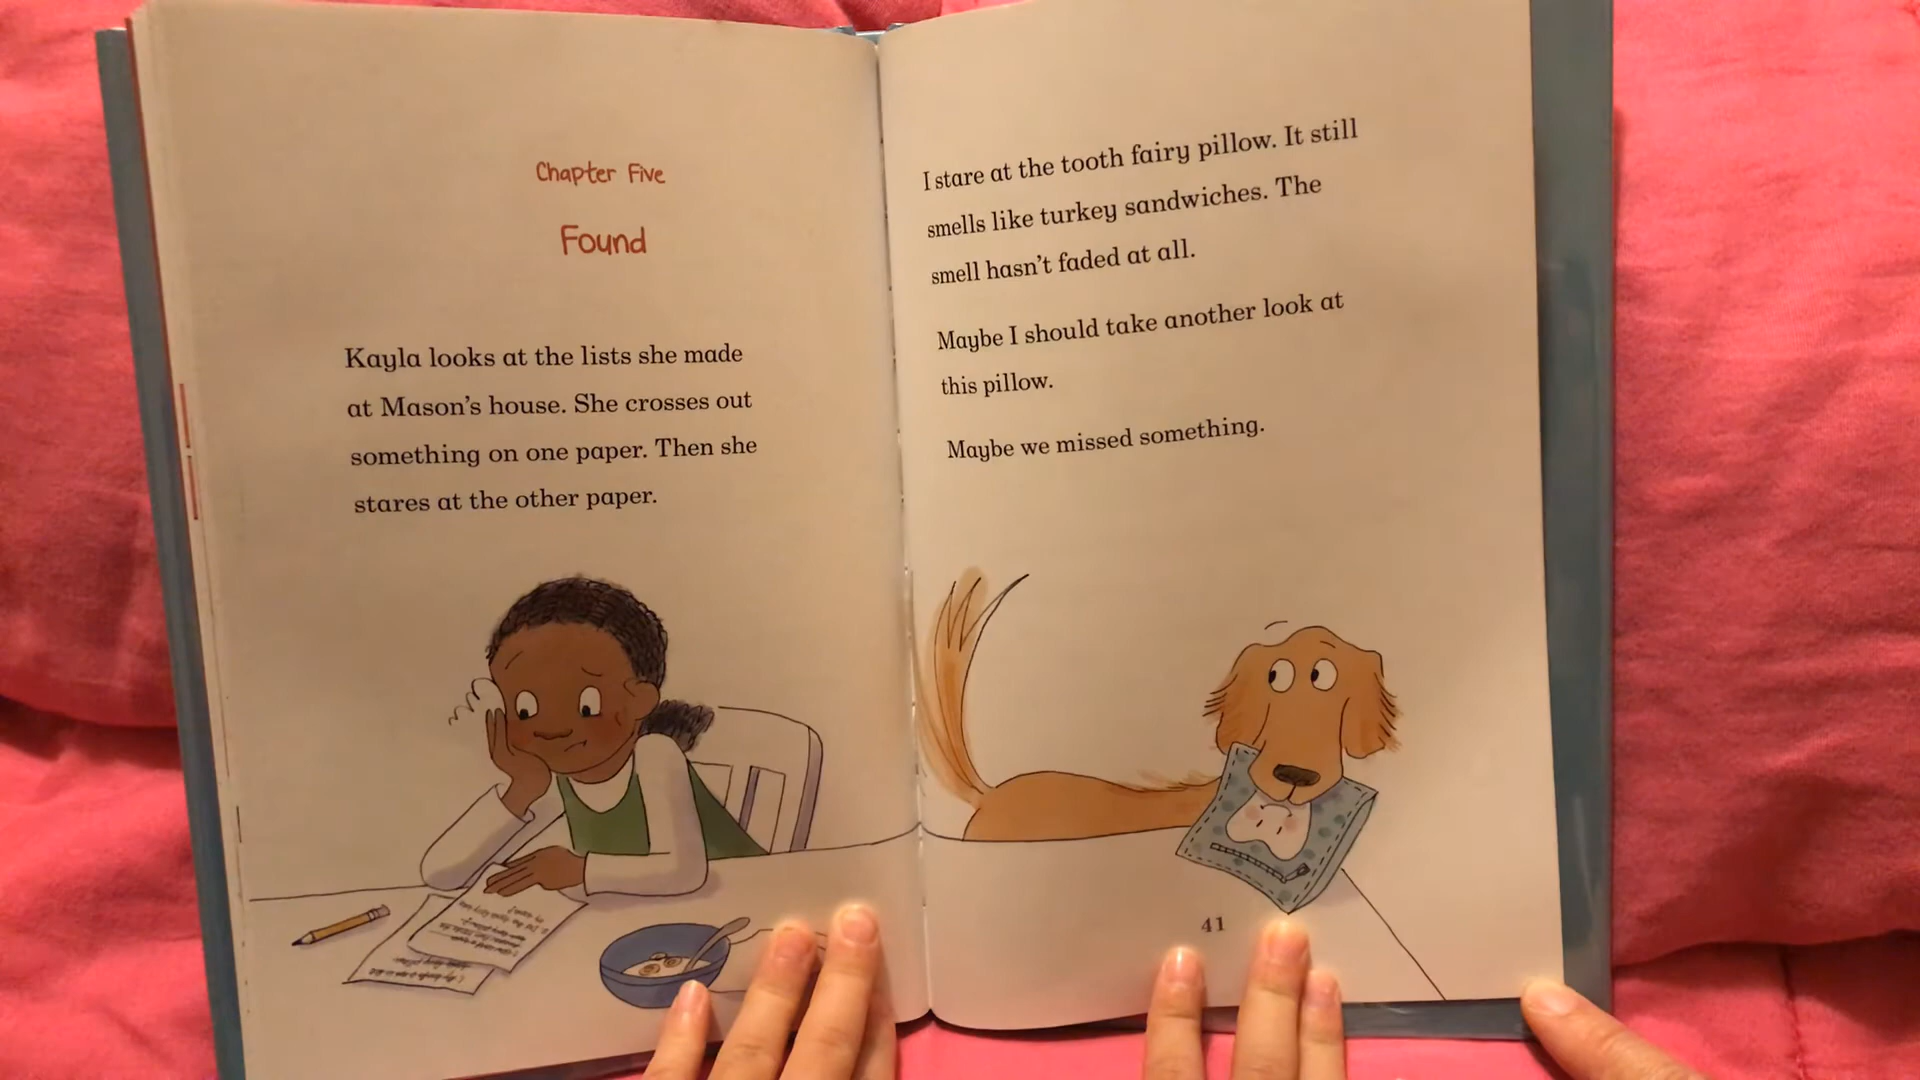 Chapter Five
Found
Kayla looks at the lists she made
at Mason's house. She crosses out
something on one paper. Then she
stares at the other paper.
I stare at the tooth fairy pillow. It still
smells like turkey sandwiches. The
smell hasn't faded at all.
Maybe I should take another look at
this pillow.
Maybe we missed something.
41